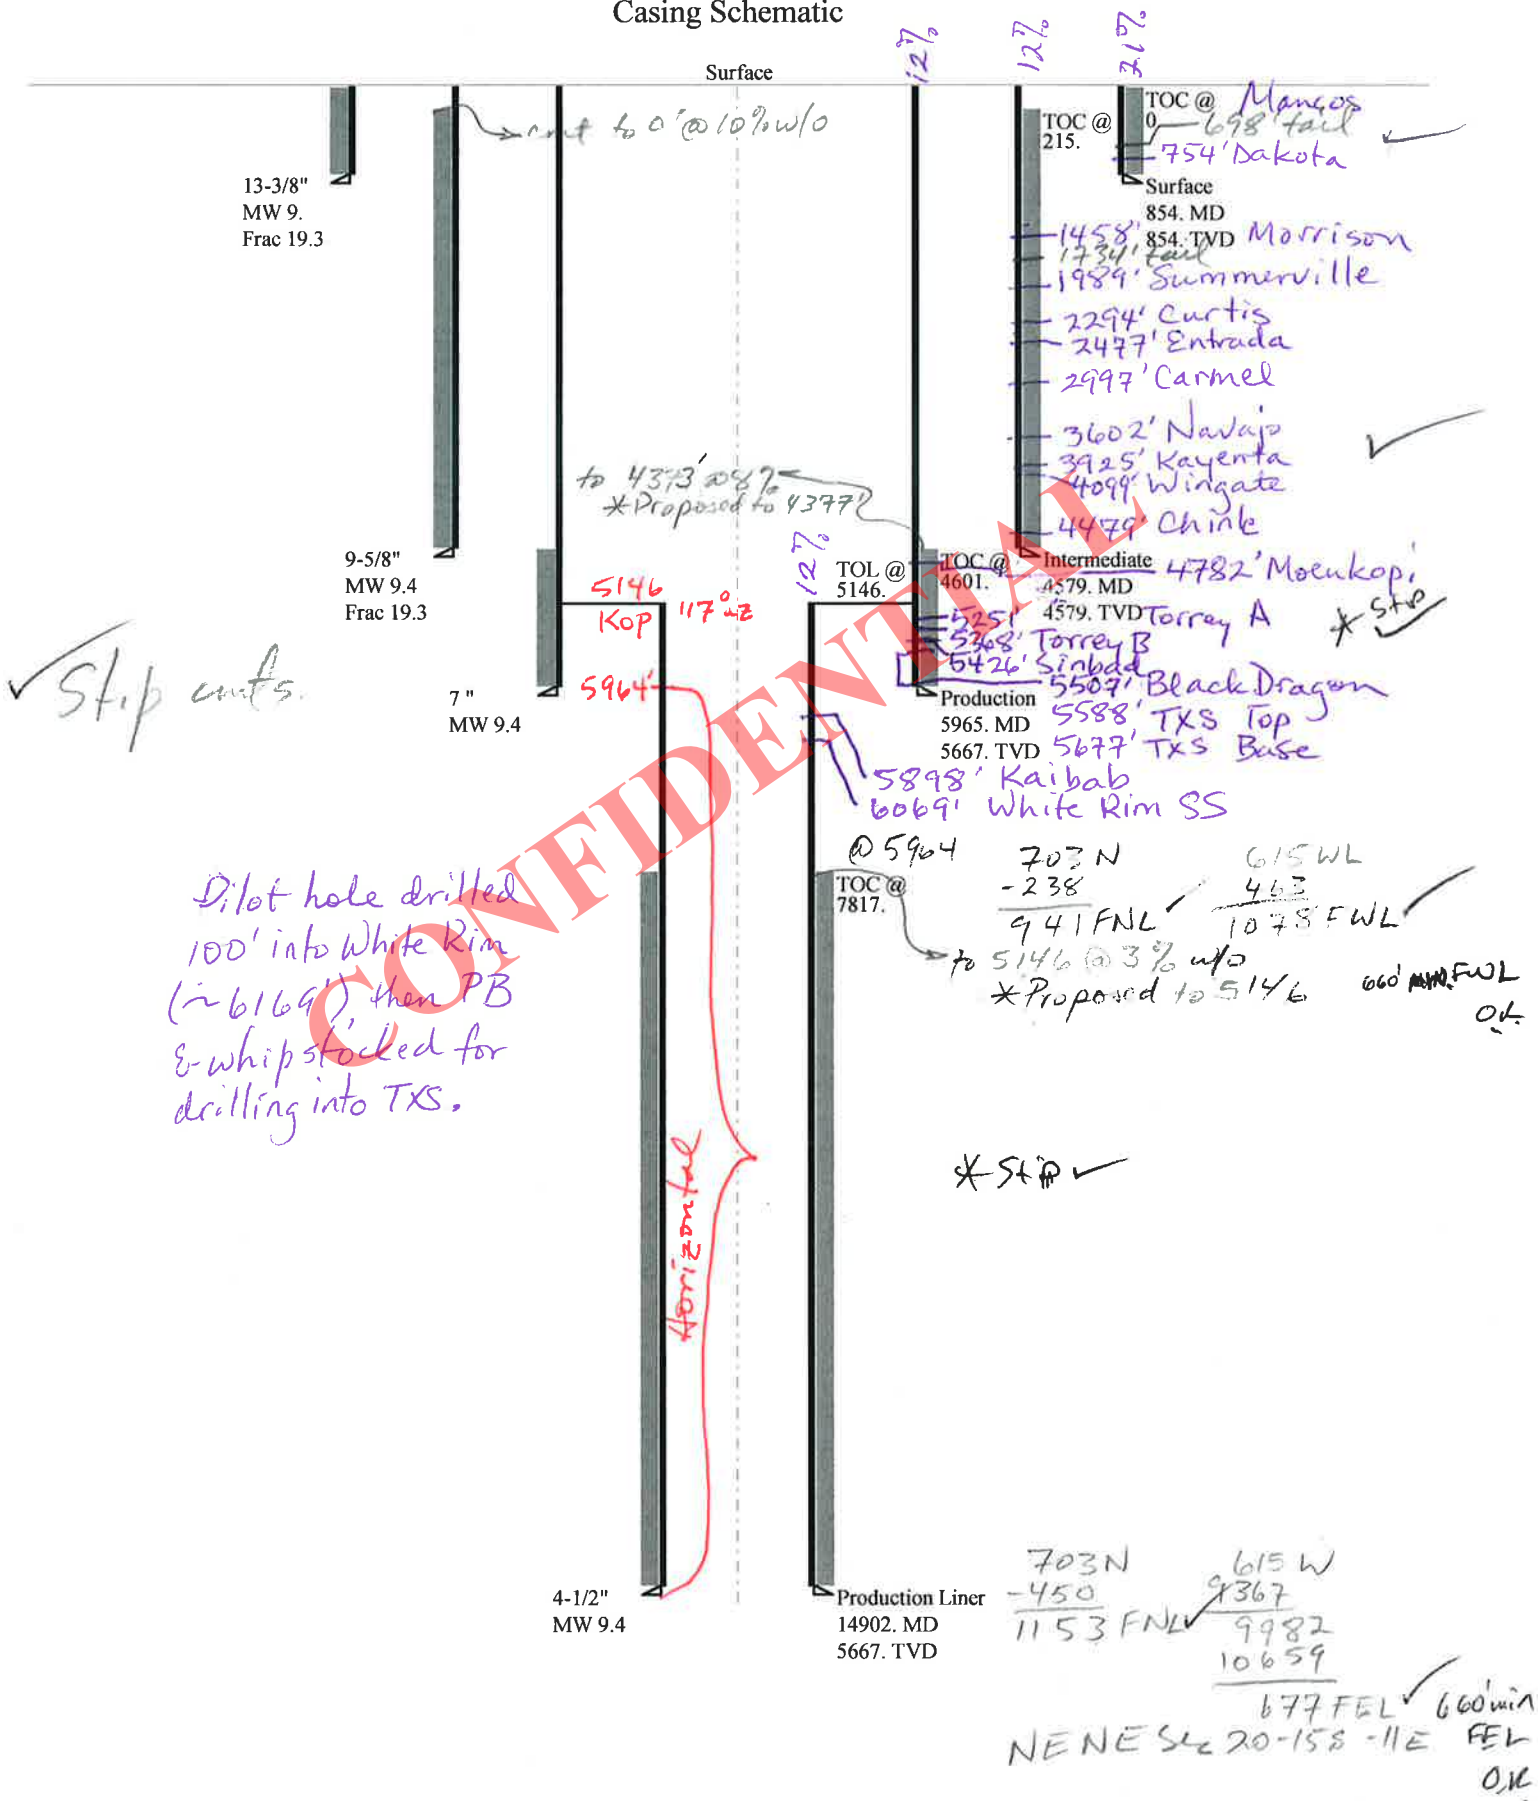 Casing Schematic
12%
12%
31%
Surface
TOC @
0
Mancos
698' tail
754' Dakota
TOC @
215.
cmt to 0' @ 10% w/o
13-3/8"
MW 9.
Frac 19.3
Surface
854. MD
854. TVD
1458' Morrison
1734' tail
1989' Summerville
2294' Curtis
2477' Entrada
2997' Carmel
3602' Navajo
3925' Kayenta
4099' Wingate
4479' Chinle
to 4373' @ 8%
*Proposed to 4377'
9-5/8"
MW 9.4
Frac 19.3
12%
TOL @
5146.
TOC @
4601.
Intermediate
4579. MD
4579. TVD
4782' Moenkopi
5146
KOP 117° az
5251' Torrey A
5368' Torrey B
* Stip
5426' Sinbad
5507' Black Dragon
5588' TXS Top
5677' TXS Base
✓ Stip cmts.
7 "
MW 9.4
5964'
Production
5965. MD
5667. TVD
5898' Kaibab
6069' White Rim SS
CONFIDENTIAL
@ 5964
703 N
-238
941 FNL ✓
615 WL
463
1078 FWL ✓
TOC @
7817.
to 5146 @ 3% w/o
*Proposed to 5146
660' min. FWL
O.K.
Pilot hole drilled
100' into White Rim
(~6169'), then PB
& whipstocked for
drilling into TXS.
* Stip ✓
Horizontal
4-1/2"
MW 9.4
Production Liner
14902. MD
5667. TVD
703 N
-450
1153 FNL ✓
615 W
9367
9982
10659
677 FEL ✓
660' min
FEL
O.K
NENE Sec 20-15S-11E